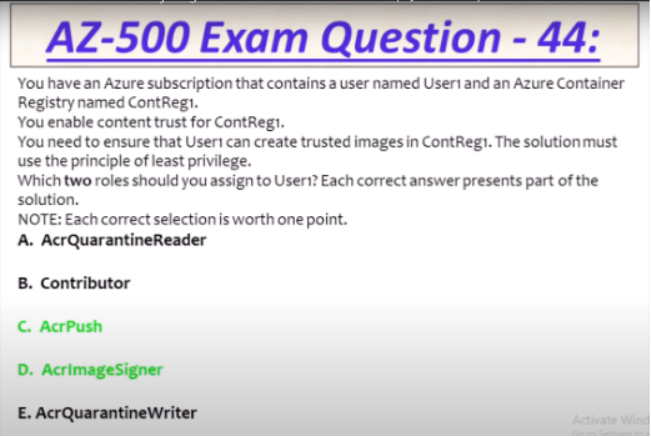 AZ-500 Exam Question - 44:
You have an Azure subscription that contains a user named User1 and an Azure Container
Registry named ContReg1.
You enable content trust for ContReg1.
You need to ensure that User1 can create trusted images in ContReg1. The solution must
use the principle of least privilege.
Which two roles should you assign to User1? Each correct answer presents part of the
solution.
NOTE: Each correct selection is worth one point.
A. AcrQuarantineReader
B. Contributor
C. AcrPush
D. AcrImageSigner
E. AcrQuarantineWriter
Activate Wind